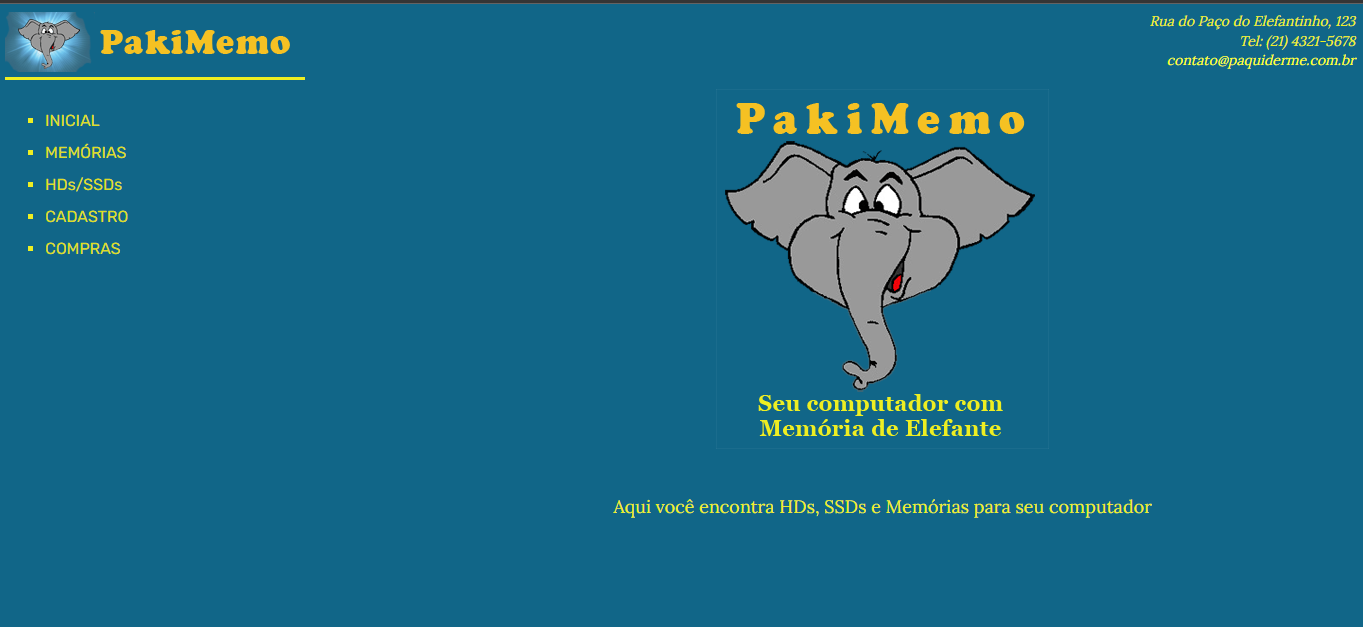 PakiMemo
Rua do Paço do Elefantinho, 123
Tel: (21) 4321-5678
contato@paquiderme.com.br
INICIAL
MEMÓRIAS
HDs/SSDs
CADASTRO
COMPRAS
PakiMemo
Seu computador com
Memória de Elefante
Aqui você encontra HDs, SSDs e Memórias para seu computador